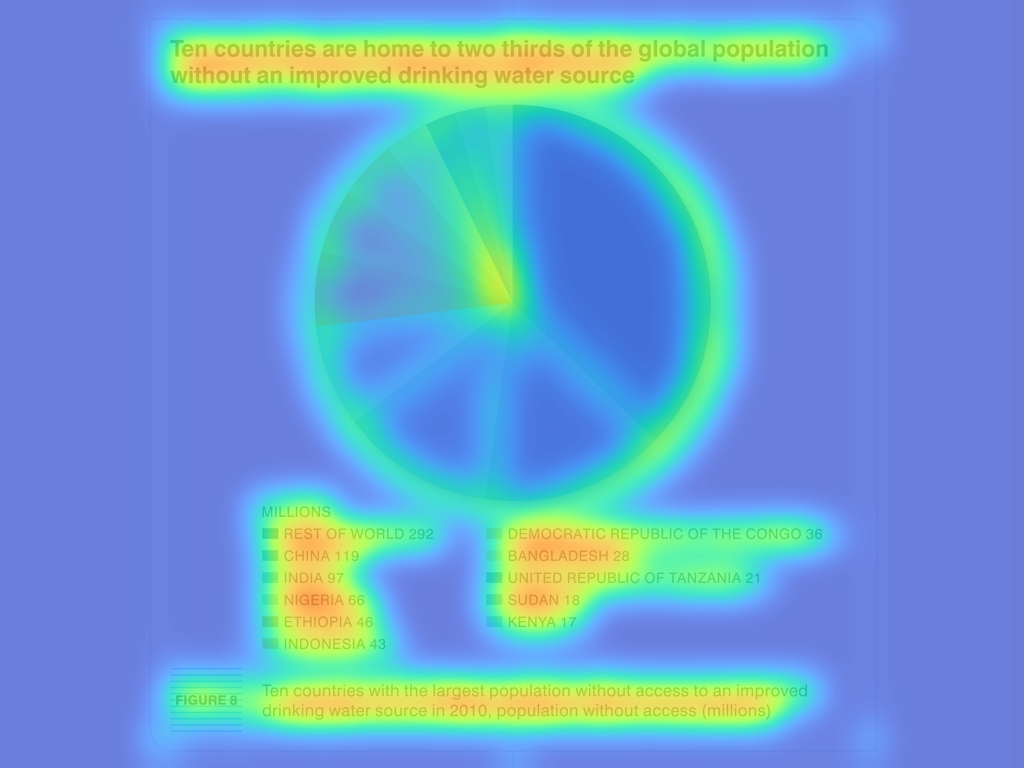 Ten countries are home to two thirds of the global population
without an improved drinking water source
MILLIONS
REST OF WORLD 292
CHINA 119
INDIA 97
NIGERIA 66
ETHIOPIA 46
INDONESIA 43
DEMOCRATIC REPUBLIC OF THE CONGO 36
BANGLADESH 28
UNITED REPUBLIC OF TANZANIA 21
SUDAN 18
KENYA 17
FIGURE 8
Ten countries with the largest population without access to an improved
drinking water source in 2010, population without access (millions)